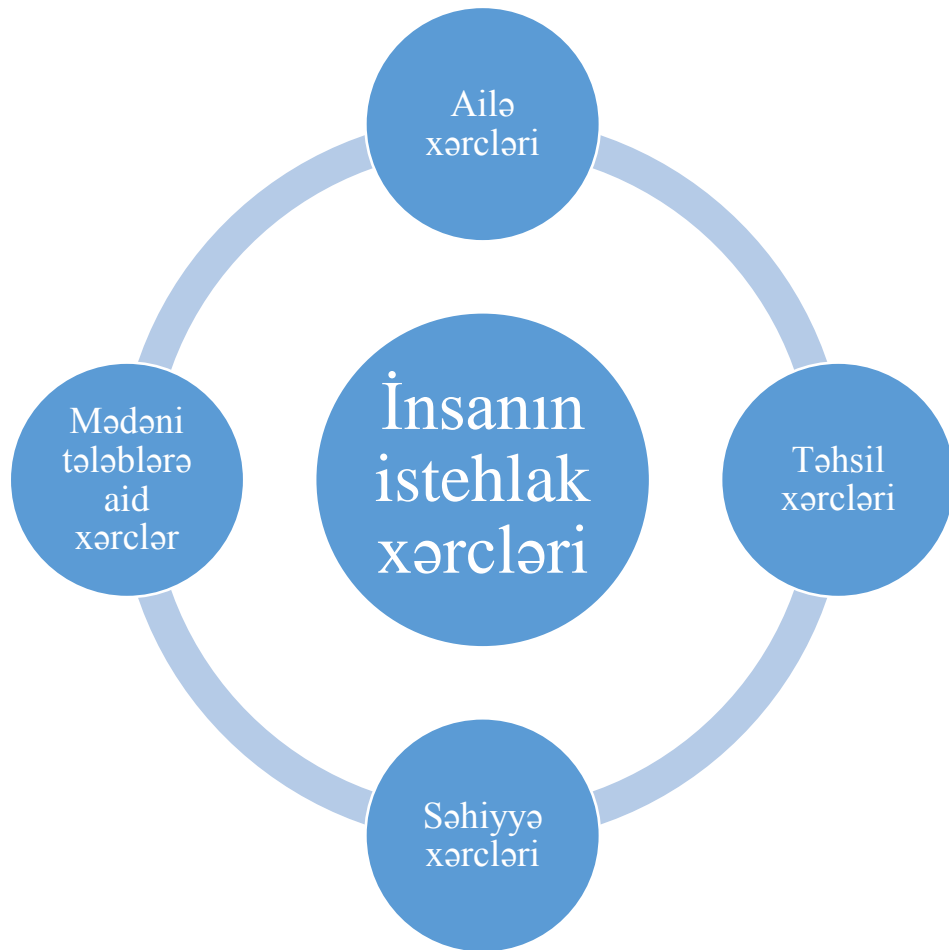 Ailə
xərcləri
İnsanın
istehlak
xərcləri
Mədəni
tələblərə
aid
xərclər
Təhsil
xərcləri
Səhiyyə
xərcləri